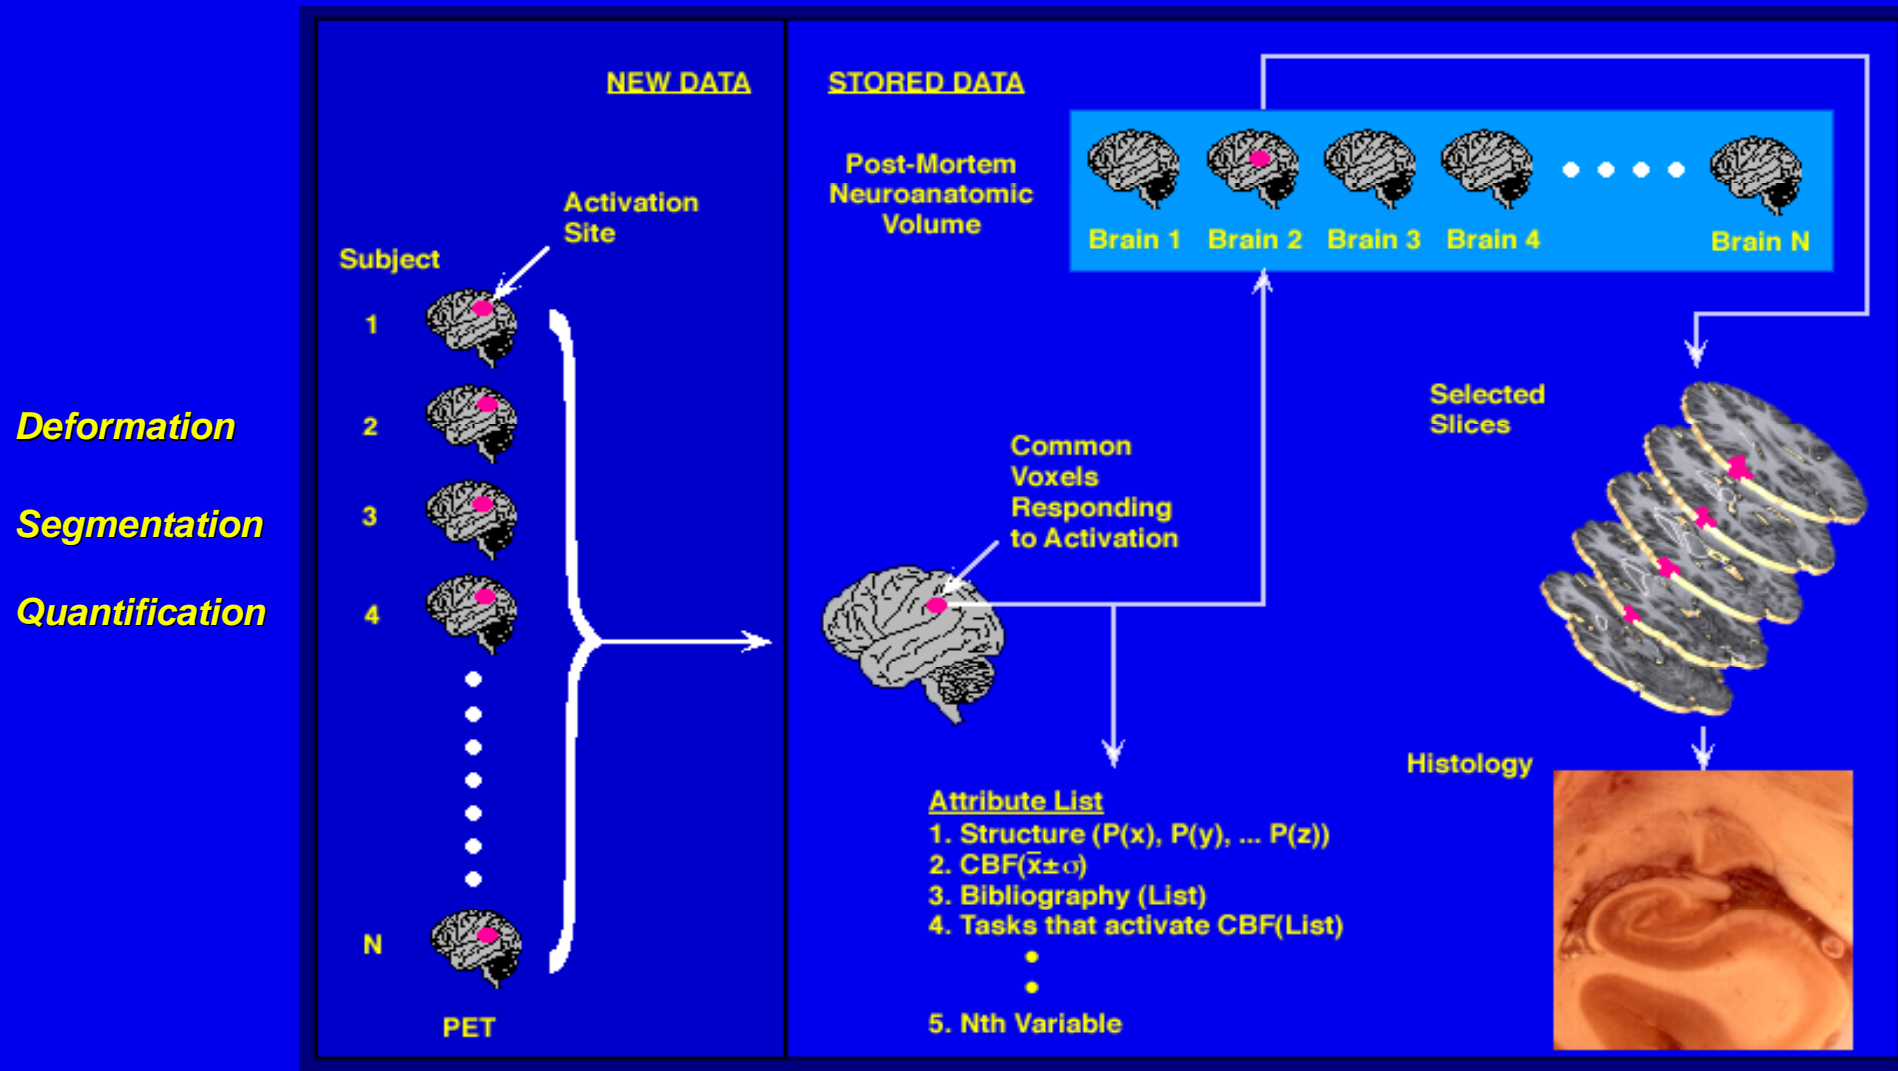 Deformation
Segmentation
Quantification
NEW DATA
Activation
Site
Subject
1
2
3
4
N
PET
STORED DATA
Post-Mortem
Neuroanatomic
Volume
Brain 1
Brain 2
Brain 3
Brain 4
Brain N
Common
Voxels
Responding
to Activation
Selected
Slices
Histology
Attribute List
1. Structure (P(x), P(y), ... P(z))
2. CBF(x̅±σ)
3. Bibliography (List)
4. Tasks that activate CBF(List)
5. Nth Variable